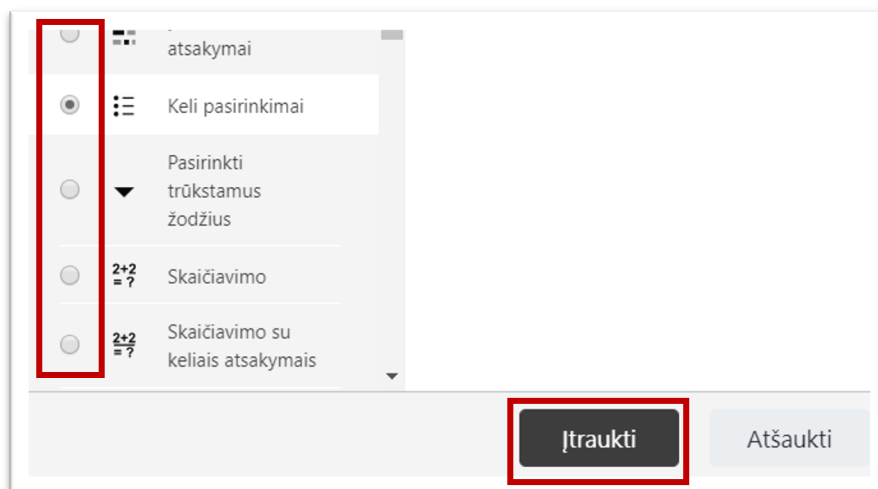 atsakymai
Keli pasirinkimai
Pasirinkti
trūkstamus
žodžius
2+2
= ?
Skaičiavimo
2+2
= ?
Skaičiavimo su
keliais atsakymais
Įtraukti
Atšaukti